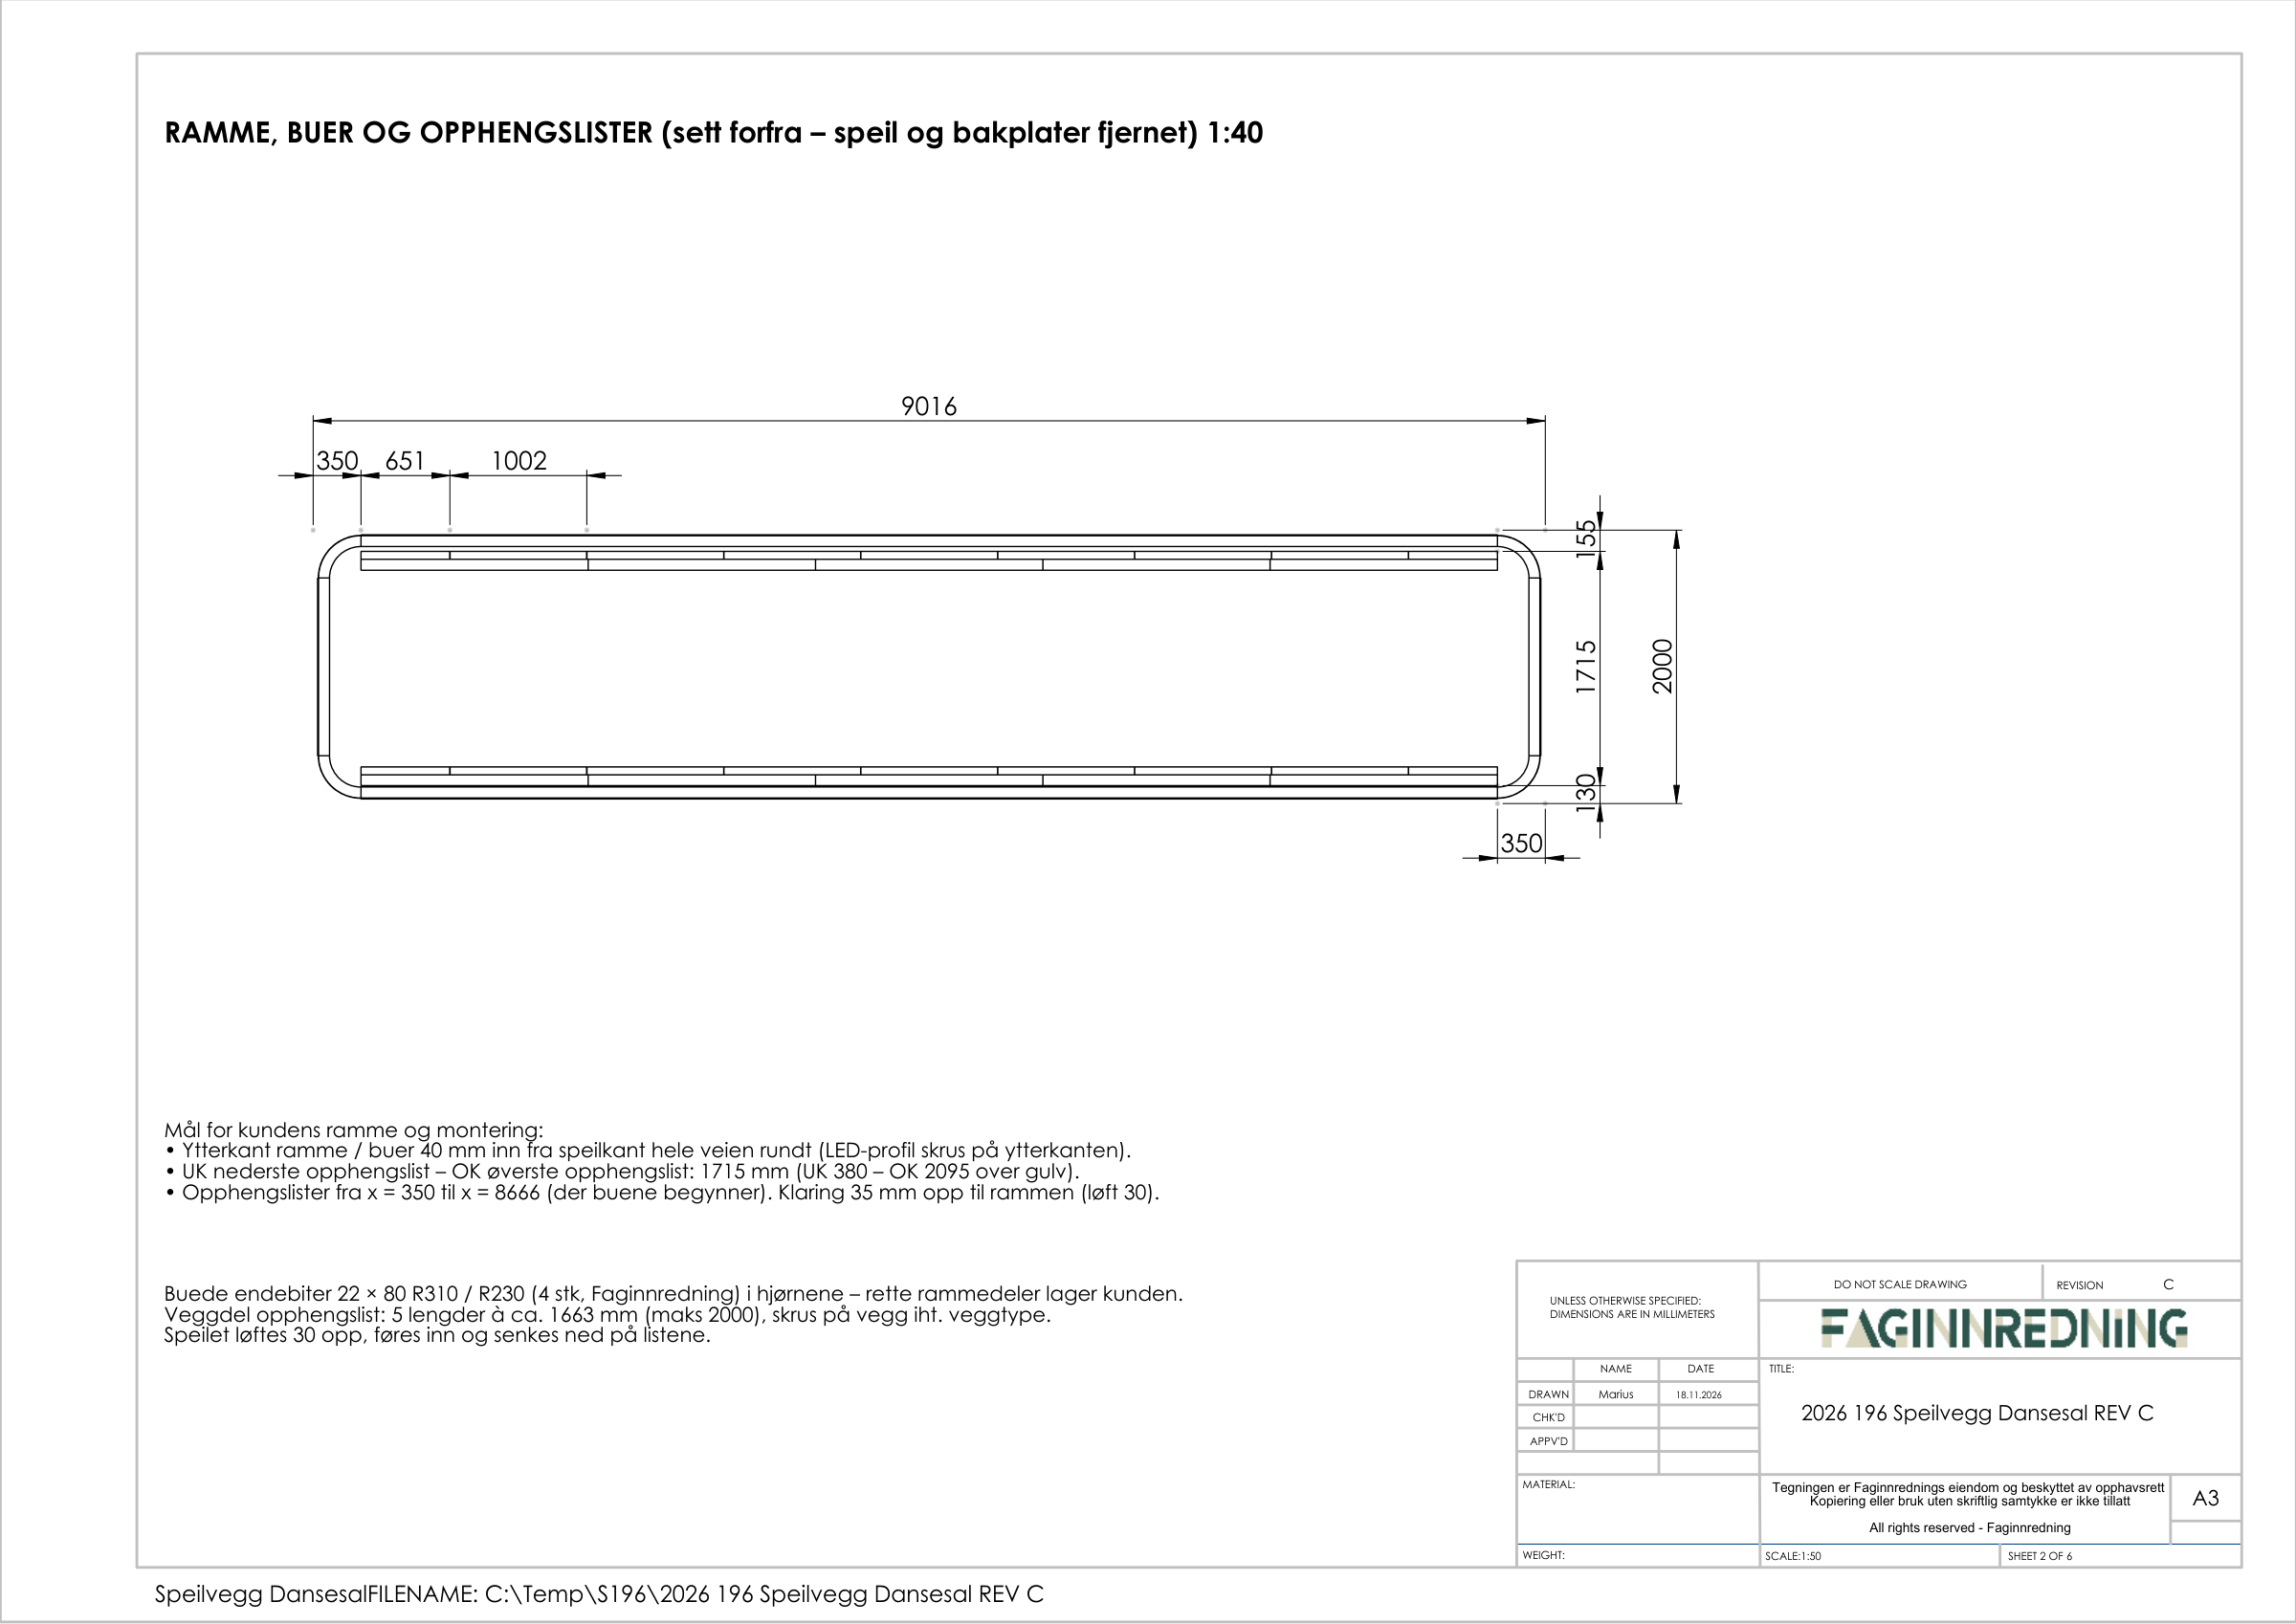 RAMME, BUER OG OPPHENGSLISTER (sett forfra – speil og bakplater fjernet) 1:40
9016
350 651 1002
155
1715
2000
130
350
Mål for kundens ramme og montering:
• Ytterkant ramme / buer 40 mm inn fra speilkant hele veien rundt (LED-profil skrus på ytterkanten).
• UK nederste opphengslist – OK øverste opphengslist: 1715 mm (UK 380 – OK 2095 over gulv).
• Opphengslister fra x = 350 til x = 8666 (der buene begynner). Klaring 35 mm opp til rammen (løft 30).
Buede endebiter 22 × 80 R310 / R230 (4 stk, Faginnredning) i hjørnene – rette rammedeler lager kunden.
Veggdel opphengslist: 5 lengder à ca. 1663 mm (maks 2000), skrus på vegg iht. veggtype.
Speilet løftes 30 opp, føres inn og senkes ned på listene.
UNLESS OTHERWISE SPECIFIED:
DIMENSIONS ARE IN MILLIMETERS
DO NOT SCALE DRAWING
REVISION C
FAGINNREDNING
NAME DATE
TITLE:
DRAWN Marius 18.11.2026
CHK'D
APPV'D
2026 196 Speilvegg Dansesal REV C
MATERIAL:
Tegningen er Faginnrednings eiendom og beskyttet av opphavsrett
Kopiering eller bruk uten skriftlig samtykke er ikke tillatt
All rights reserved - Faginnredning
A3
WEIGHT:
SCALE:1:50
SHEET 2 OF 6
Speilvegg DansesalFILENAME: C:\Temp\S196\2026 196 Speilvegg Dansesal REV C